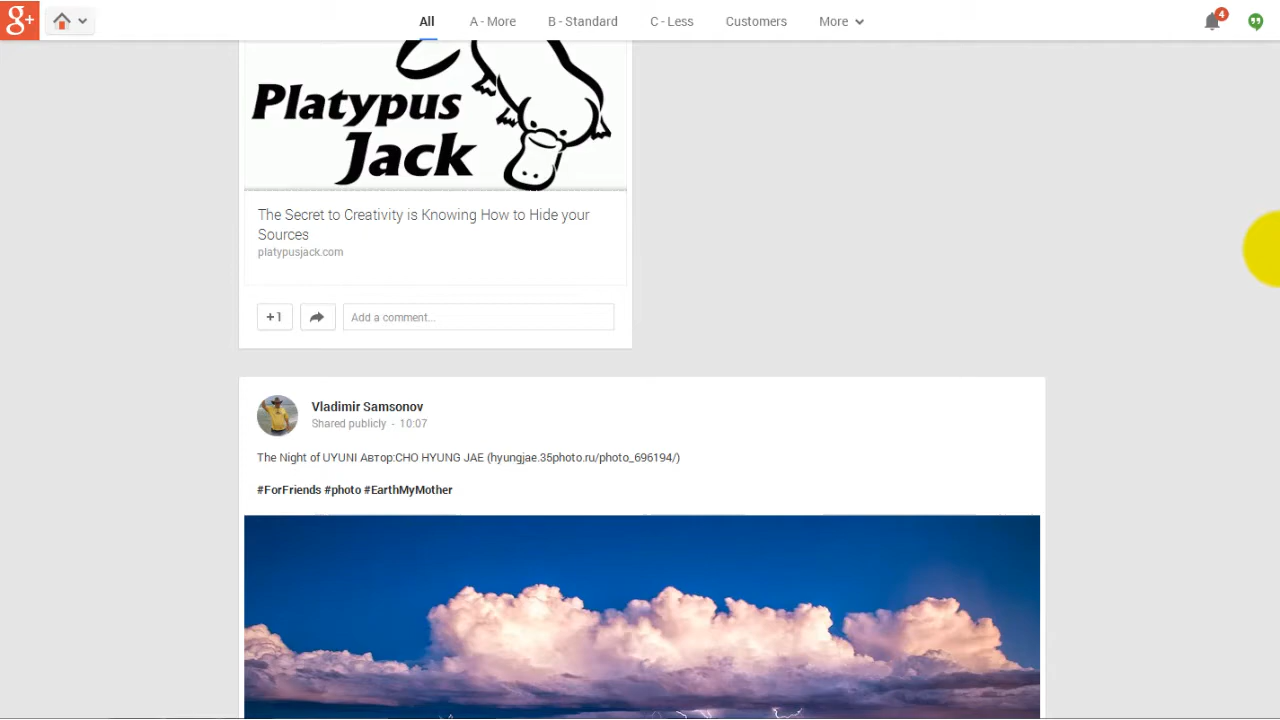 g+ All A - More B - Standard C - Less Customers More 4
Platypus
Jack
The Secret to Creativity is Knowing How to Hide your
Sources
platypusjack.com
+1 Add a comment...
Vladimir Samsonov
Shared publicly - 10:07
The Night of UYUNI Автор:CHO HYUNG JAE (hyungjae.35photo.ru/photo_696194/)
#ForFriends #photo #EarthMyMother